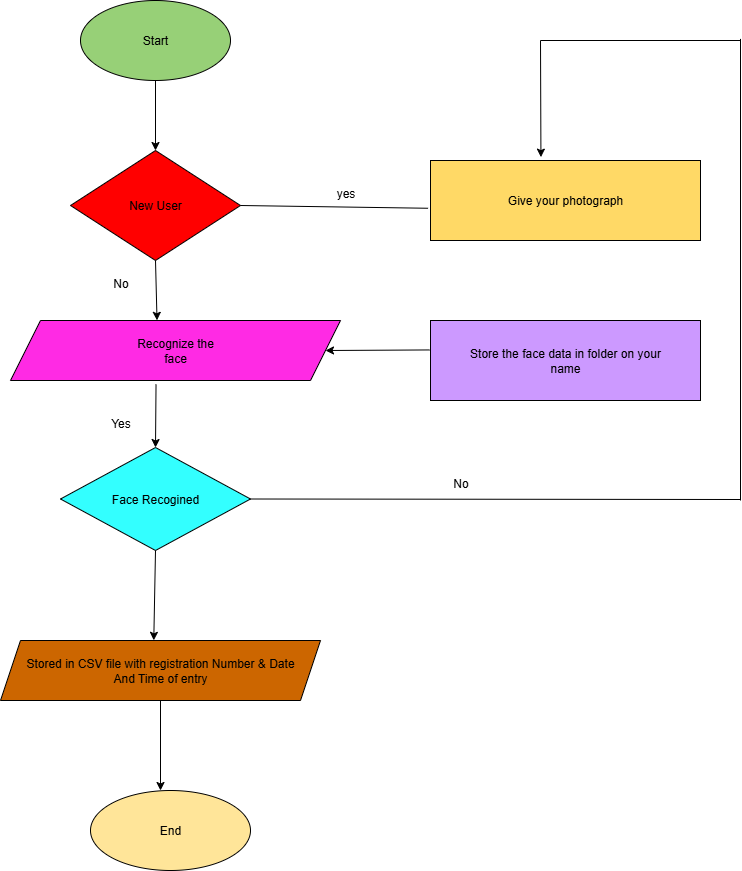 Start
New User
yes
Give your photograph
No
Recognize the
face
Store the face data in folder on your
name
Yes
Face Recogined
No
Stored in CSV file with registration Number & Date
And Time of entry
End